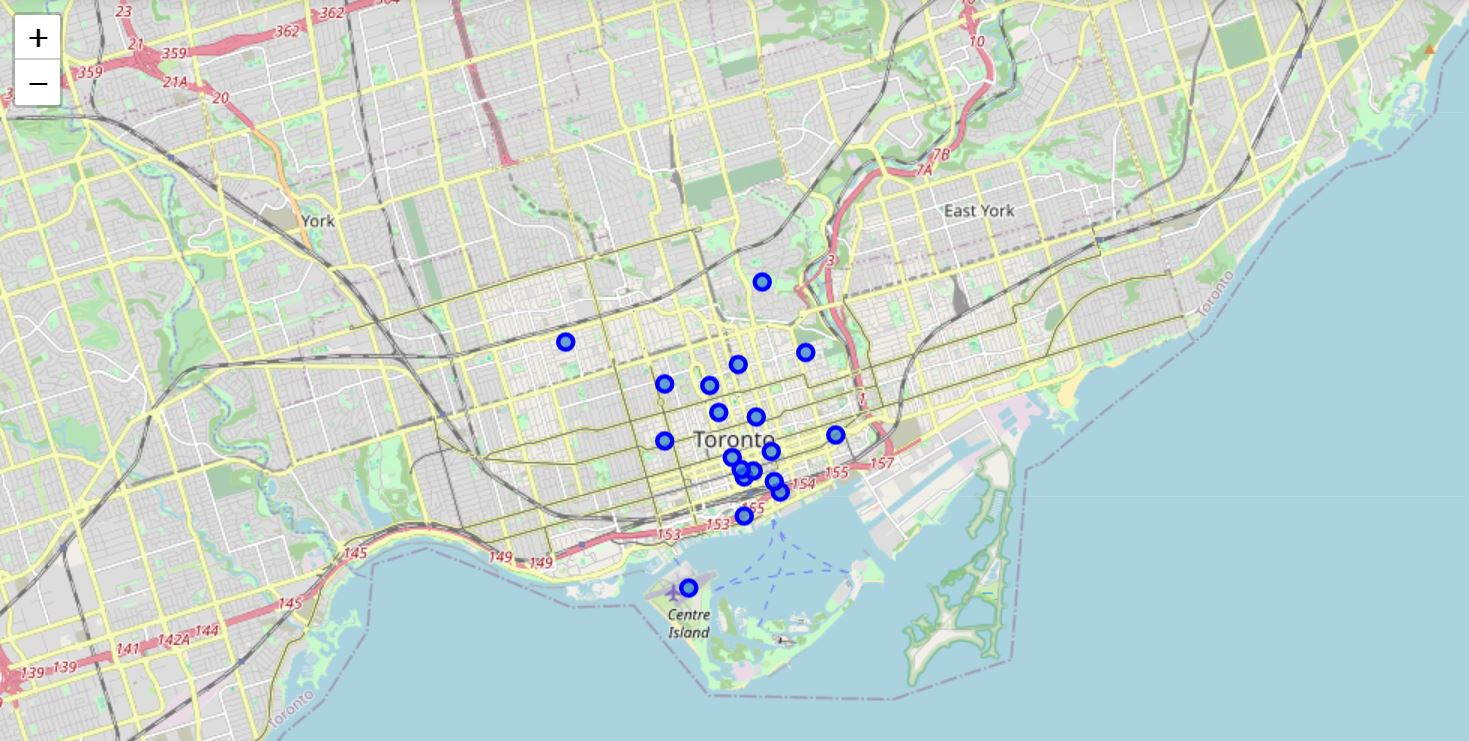 +
−
23
362
362
21
359
359
21A
20
10
7B
7A
York
East York
3
Toronto
1
Toronto
157
155
154
155
153
153
149
149
145
145
144
142A
141
139
139
Centre
Island
Toronto